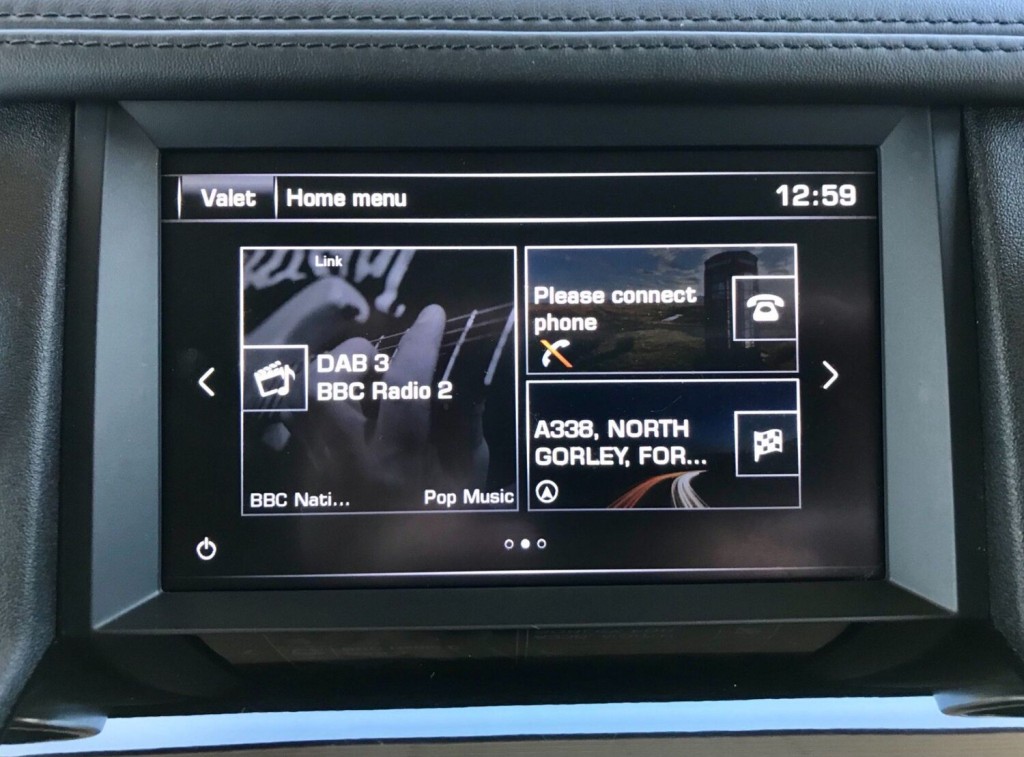 Valet
Home menu
12:59
Link
DAB 3
BBC Radio 2
BBC Nati...
Pop Music
Please connect
phone
A338, NORTH
GORLEY, FOR...